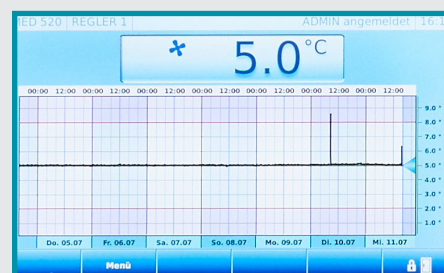 MED 520 | REGLER 1 | ADMIN angemeldet | 16:1
5.0 °C
00:00 12:00 00:00 12:00 00:00 12:00 00:00 12:00 00:00 12:00 00:00 12:00 00:00 12:00
9.0 °
8.0 °
7.0 °
6.0 °
5.0 °
4.0 °
3.0 °
2.0 °
1.0 °
Do. 05.07 Fr. 06.07 Sa. 07.07 So. 08.07 Mo. 09.07 Di. 10.07 Mi. 11.07
Menü